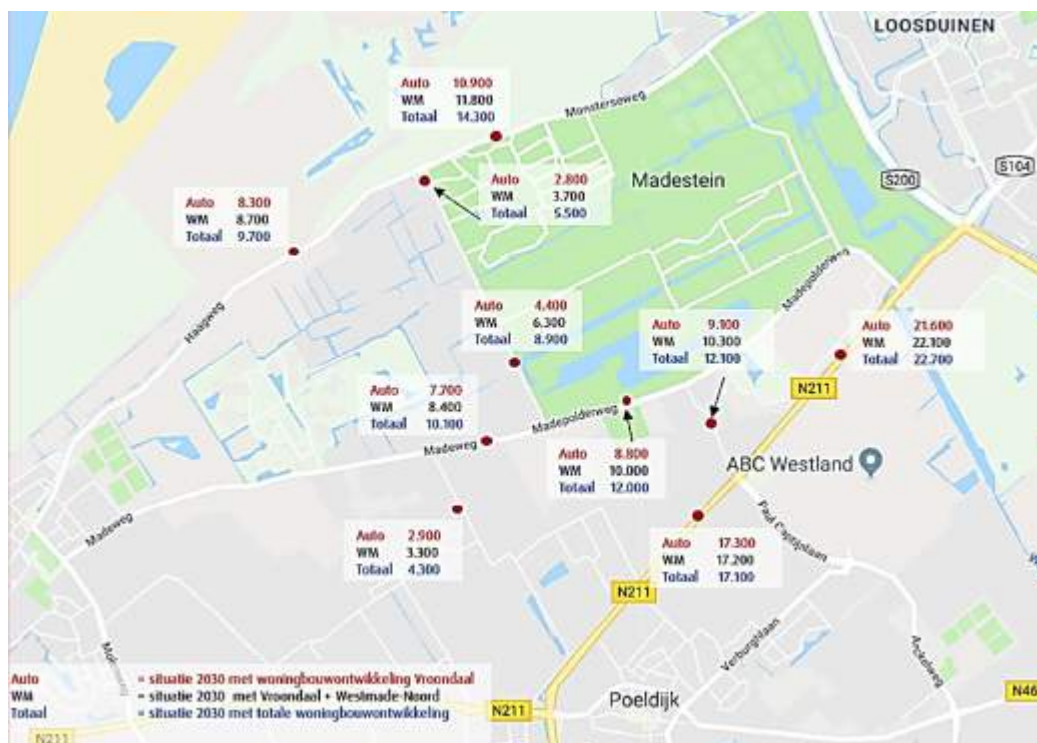 LOOSDUINEN
Auto 10.900
WM 11.800
Totaal 14.300
Monsterseweg
S104
S200
Madestein
Auto 2.800
WM 3.700
Totaal 5.500
Auto 8.300
WM 8.700
Totaal 9.700
Haagweg
Madepolderweg
Auto 4.400
WM 6.300
Totaal 8.900
Auto 9.100
WM 10.300
Totaal 12.100
Auto 21.600
WM 22.100
Totaal 22.700
N211
Auto 7.700
WM 8.400
Totaal 10.100
Madepolderweg
Madeweg
Auto 8.800
WM 10.000
Totaal 12.000
ABC Westland
Madeweg
Auto 2.900
WM 3.300
Totaal 4.300
Paul Captijnlaan
Auto 17.300
WM 17.200
Totaal 17.100
N211
Verburghlaan
Arckelweg
Auto = situatie 2030 met woningbouwontwikkeling Vroondaal
WM = situatie 2030 met Vroondaal + Westmade-Noord
Totaal = situatie 2030 met totale woningbouwontwikkeling
Poeldijk
N46
N211
N211